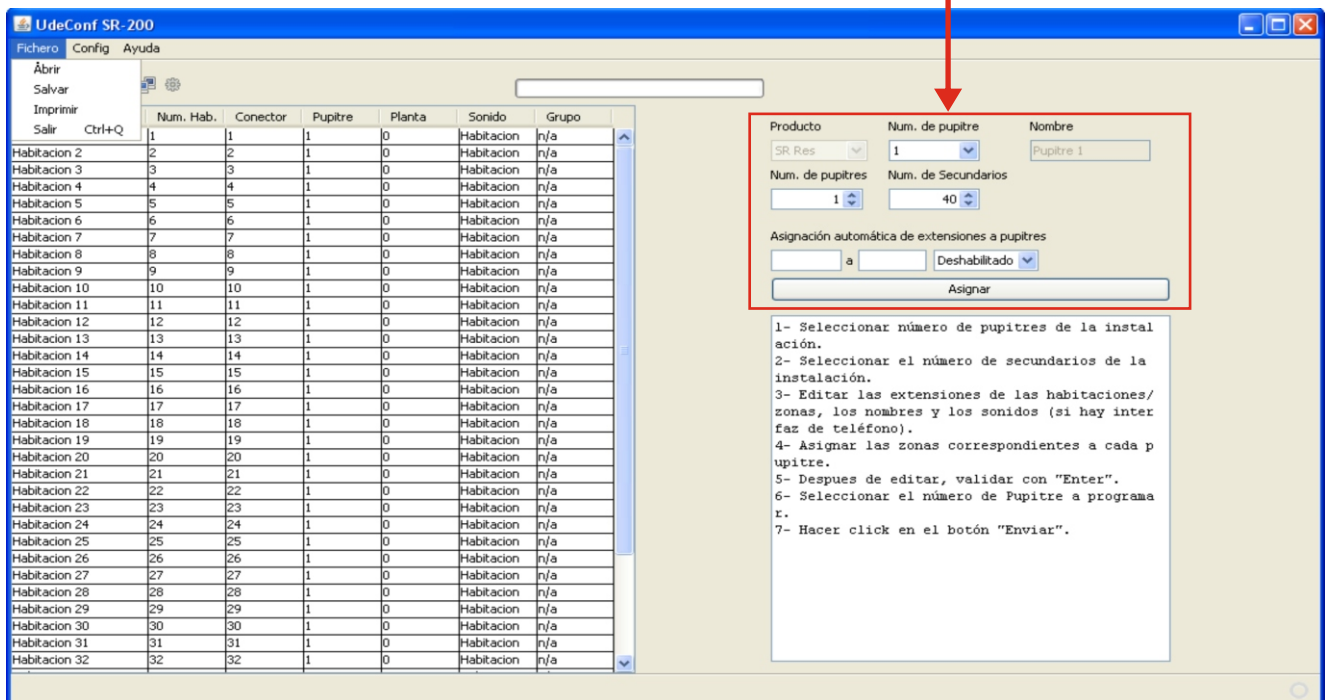 UdeConf SR-200
Fichero Config Ayuda
Åbrir
Salvar
Imprimir
Salir Ctrl+Q
Num. Hab. Conector Pupitre Planta Sonido Grupo
1 1 1 0 Habitacion n/a
Habitacion 2 2 2 1 0 Habitacion n/a
Habitacion 3 3 3 1 0 Habitacion n/a
Habitacion 4 4 4 1 0 Habitacion n/a
Habitacion 5 5 5 1 0 Habitacion n/a
Habitacion 6 6 6 1 0 Habitacion n/a
Habitacion 7 7 7 1 0 Habitacion n/a
Habitacion 8 8 8 1 0 Habitacion n/a
Habitacion 9 9 9 1 0 Habitacion n/a
Habitacion 10 10 10 1 0 Habitacion n/a
Habitacion 11 11 11 1 0 Habitacion n/a
Habitacion 12 12 12 1 0 Habitacion n/a
Habitacion 13 13 13 1 0 Habitacion n/a
Habitacion 14 14 14 1 0 Habitacion n/a
Habitacion 15 15 15 1 0 Habitacion n/a
Habitacion 16 16 16 1 0 Habitacion n/a
Habitacion 17 17 17 1 0 Habitacion n/a
Habitacion 18 18 18 1 0 Habitacion n/a
Habitacion 19 19 19 1 0 Habitacion n/a
Habitacion 20 20 20 1 0 Habitacion n/a
Habitacion 21 21 21 1 0 Habitacion n/a
Habitacion 22 22 22 1 0 Habitacion n/a
Habitacion 23 23 23 1 0 Habitacion n/a
Habitacion 24 24 24 1 0 Habitacion n/a
Habitacion 25 25 25 1 0 Habitacion n/a
Habitacion 26 26 26 1 0 Habitacion n/a
Habitacion 27 27 27 1 0 Habitacion n/a
Habitacion 28 28 28 1 0 Habitacion n/a
Habitacion 29 29 29 1 0 Habitacion n/a
Habitacion 30 30 30 1 0 Habitacion n/a
Habitacion 31 31 31 1 0 Habitacion n/a
Habitacion 32 32 32 1 0 Habitacion n/a
Producto Num. de pupitre Nombre
SR Res 1 Pupitre 1
Num. de pupitres Num. de Secundarios
1 40
Asignación automática de extensiones a pupitres
a Deshabilitado
Asignar
1- Seleccionar número de pupitres de la instal
ación.
2- Seleccionar el número de secundarios de la
instalación.
3- Editar las extensiones de las habitaciones/
zonas, los nombres y los sonidos (si hay inter
faz de teléfono).
4- Asignar las zonas correspondientes a cada p
upitre.
5- Despues de editar, validar con "Enter".
6- Seleccionar el número de Pupitre a programa
r.
7- Hacer click en el botón "Enviar".